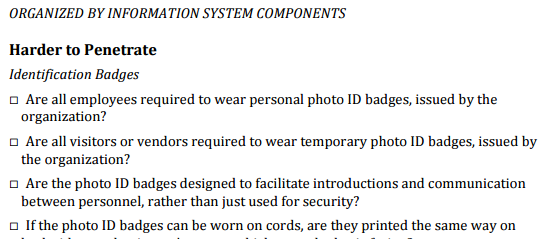 ORGANIZED BY INFORMATION SYSTEM COMPONENTS
Harder to Penetrate
Identification Badges
□ Are all employees required to wear personal photo ID badges, issued by the
organization?
□ Are all visitors or vendors required to wear temporary photo ID badges, issued by
the organization?
□ Are the photo ID badges designed to facilitate introductions and communication
between personnel, rather than just used for security?
□ If the photo ID badges can be worn on cords, are they printed the same way on